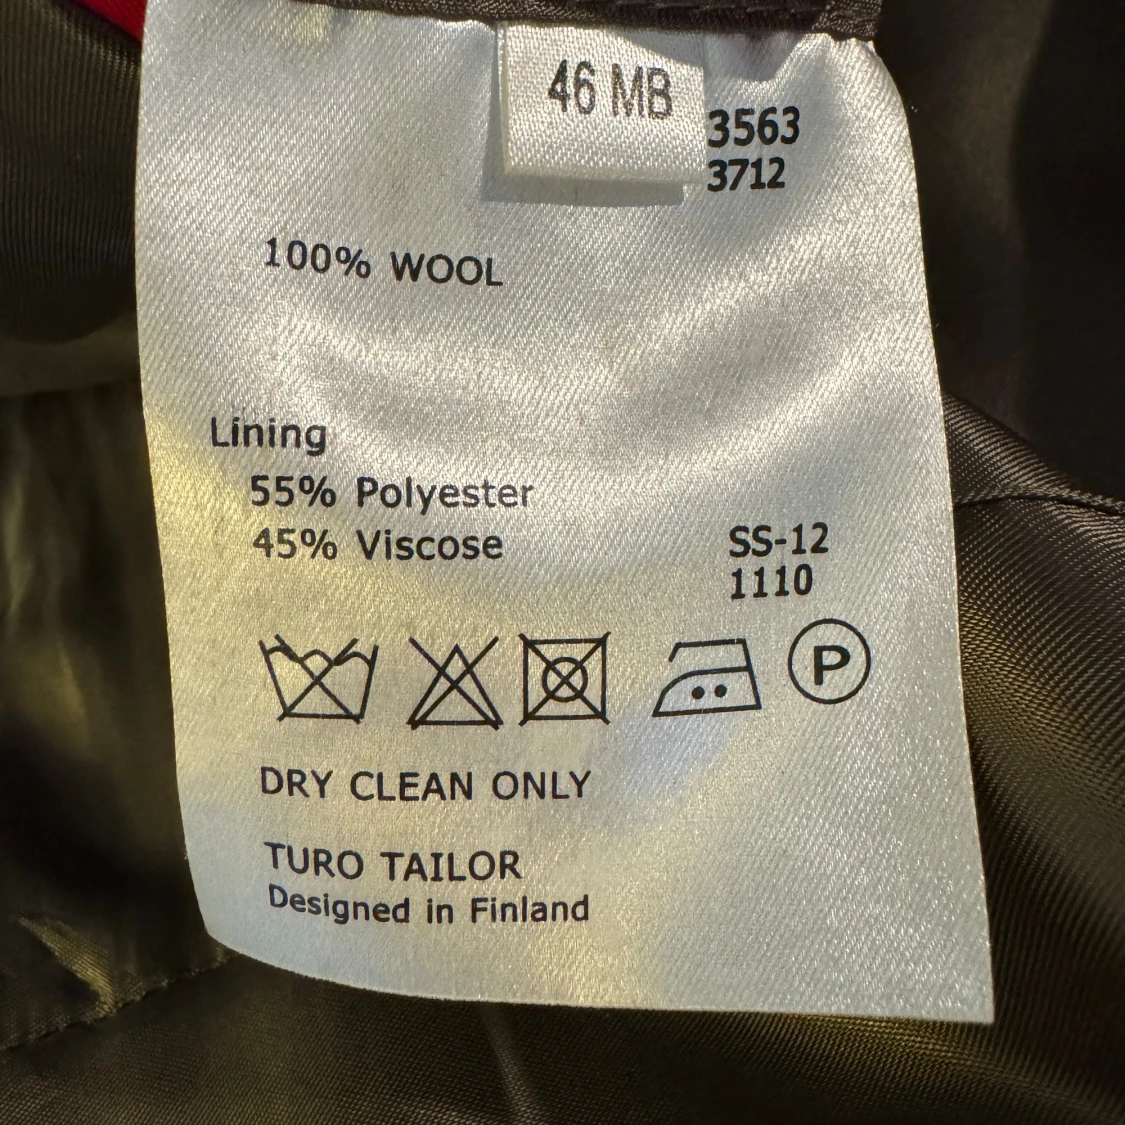 46 MB
3563
3712
100% WOOL
Lining
55% Polyester
45% Viscose
SS-12
1110
P
DRY CLEAN ONLY
TURO TAILOR
Designed in Finland